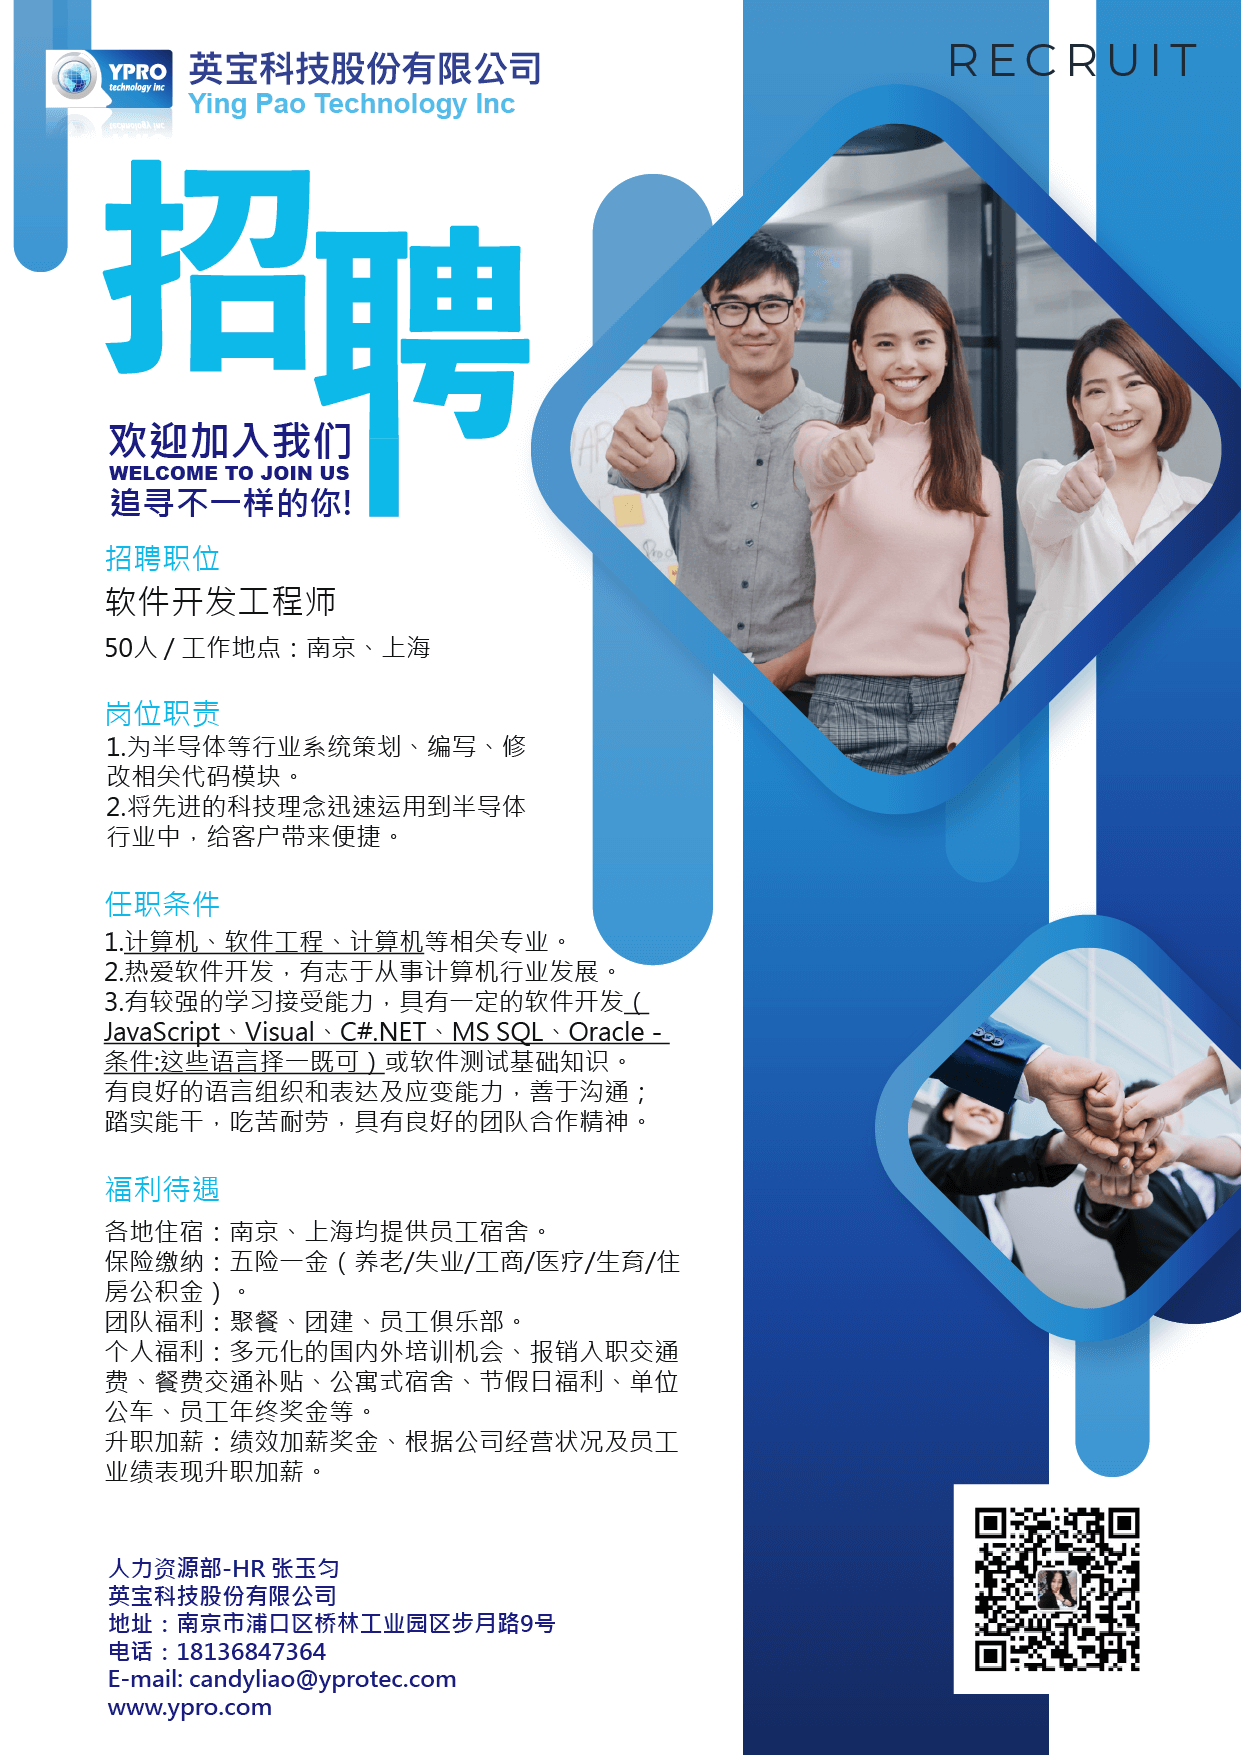 YPRO
technology inc
英宝科技股份有限公司
Ying Pao Technology Inc
RECRUIT
招聘
欢迎加入我们
WELCOME TO JOIN US
追寻不一样的你!
招聘职位
软件开发工程师
50人 / 工作地点：南京、上海
岗位职责
1.为半导体等行业系统策划、编写、修
改相关代码模块。
2.将先进的科技理念迅速运用到半导体
行业中，给客户带来便捷。
任职条件
1.计算机、软件工程、计算机等相关专业。
2.热爱软件开发，有志于从事计算机行业发展。
3.有较强的学习接受能力，具有一定的软件开发（
JavaScript、Visual、C#.NET、MS SQL、Oracle -
条件:这些语言择一既可）或软件测试基础知识。
有良好的语言组织和表达及应变能力，善于沟通；
踏实能干，吃苦耐劳，具有良好的团队合作精神。
福利待遇
各地住宿：南京、上海均提供员工宿舍。
保险缴纳：五险一金（养老/失业/工商/医疗/生育/住
房公积金）。
团队福利：聚餐、团建、员工俱乐部。
个人福利：多元化的国内外培训机会、报销入职交通
费、餐费交通补贴、公寓式宿舍、节假日福利、单位
公车、员工年终奖金等。
升职加薪：绩效加薪奖金、根据公司经营状况及员工
业绩表现升职加薪。
人力资源部-HR 张玉匀
英宝科技股份有限公司
地址：南京市浦口区桥林工业园区步月路9号
电话：18136847364
E-mail: candyliao@yprotec.com
www.ypro.com